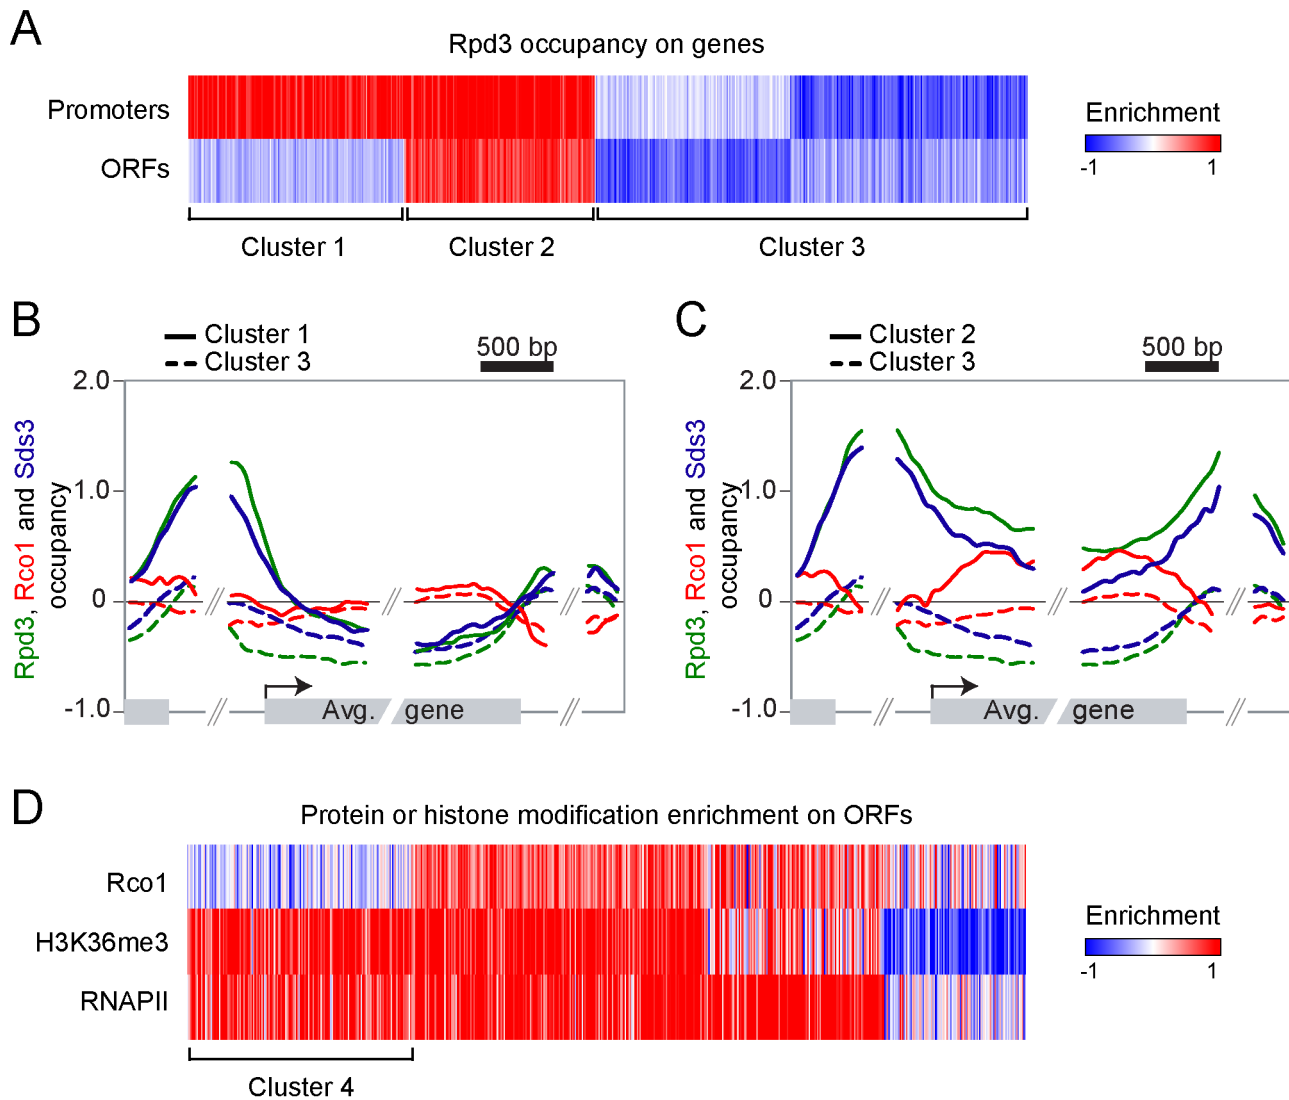 A
Rpd3 occupancy on genes
Promoters
ORFs
Enrichment
-1 1
Cluster 1 Cluster 2 Cluster 3
B
Cluster 1
Cluster 3
500 bp
2.0
1.0
0
-1.0
Rpd3, Rco1 and Sds3
occupancy
Avg. gene
C
Cluster 2
Cluster 3
500 bp
2.0
1.0
0
-1.0
Rpd3, Rco1 and Sds3
occupancy
Avg. gene
D
Protein or histone modification enrichment on ORFs
Rco1
H3K36me3
RNAPII
Enrichment
-1 1
Cluster 4